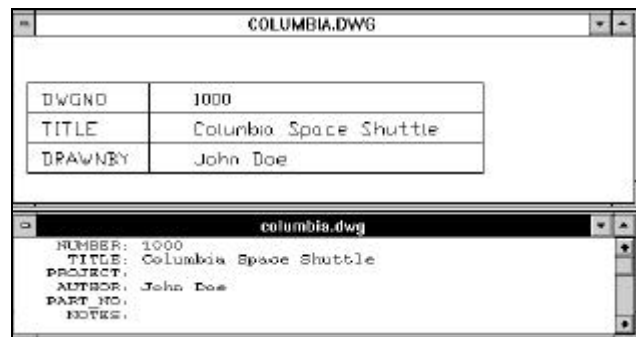 COLUMBIA.DWG
DWGNO 1000
TITLE Columbia Space Shuttle
DRAWNBY John Doe
columbia.dwg
NUMBER: 1000
TITLE: Columbia Space Shuttle
PROJECT:
AUTHOR: John Doe
PART_NO:
NOTES: